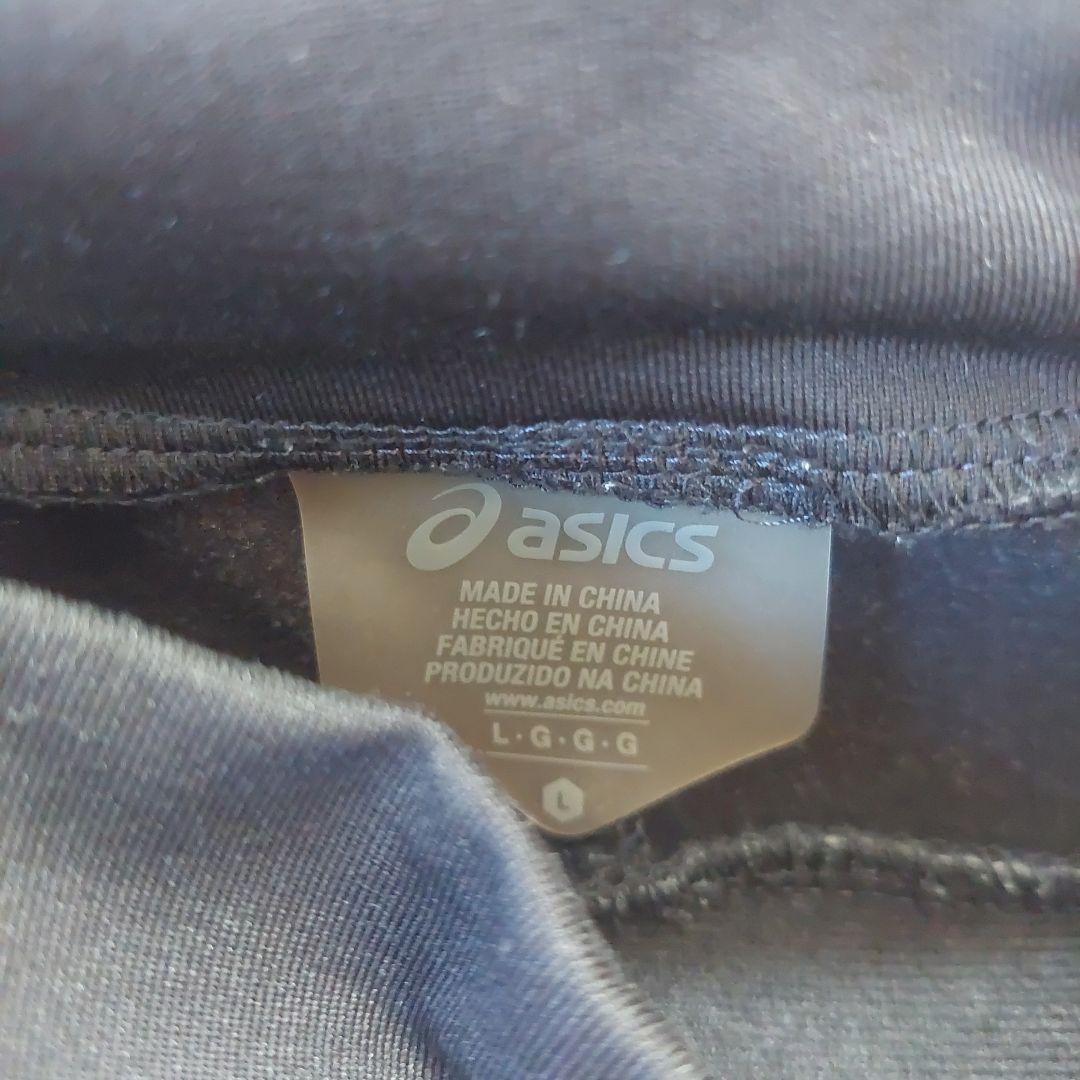 asics
MADE IN CHINA
HECHO EN CHINA
FABRIQUÉ EN CHINE
PRODUZIDO NA CHINA
www.asics.com
L·G·G·G
L